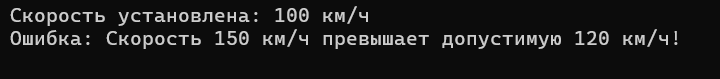 Скорость установлена: 100 км/ч
Ошибка: Скорость 150 км/ч превышает допустимую 120 км/ч!